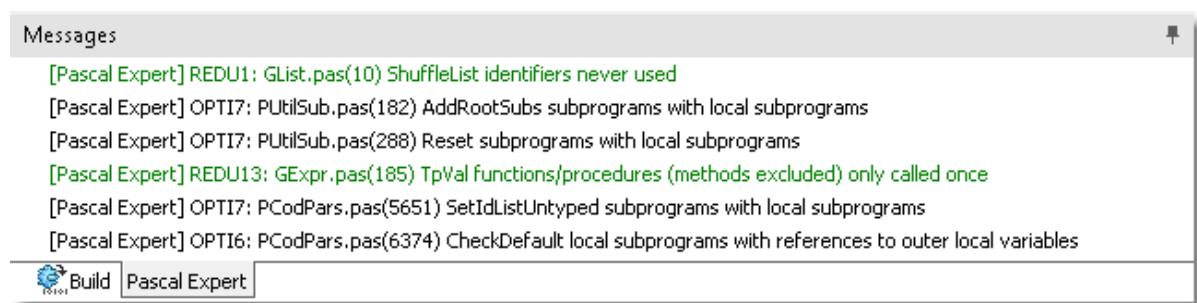 Messages
[Pascal Expert] REDU1: GList.pas(10) ShuffleList identifiers never used
[Pascal Expert] OPTI7: PUtilSub.pas(182) AddRootSubs subprograms with local subprograms
[Pascal Expert] OPTI7: PUtilSub.pas(288) Reset subprograms with local subprograms
[Pascal Expert] REDU13: GExpr.pas(185) TpVal functions/procedures (methods excluded) only called once
[Pascal Expert] OPTI7: PCodPars.pas(5651) SetIdListUntyped subprograms with local subprograms
[Pascal Expert] OPTI6: PCodPars.pas(6374) CheckDefault local subprograms with references to outer local variables
Build Pascal Expert